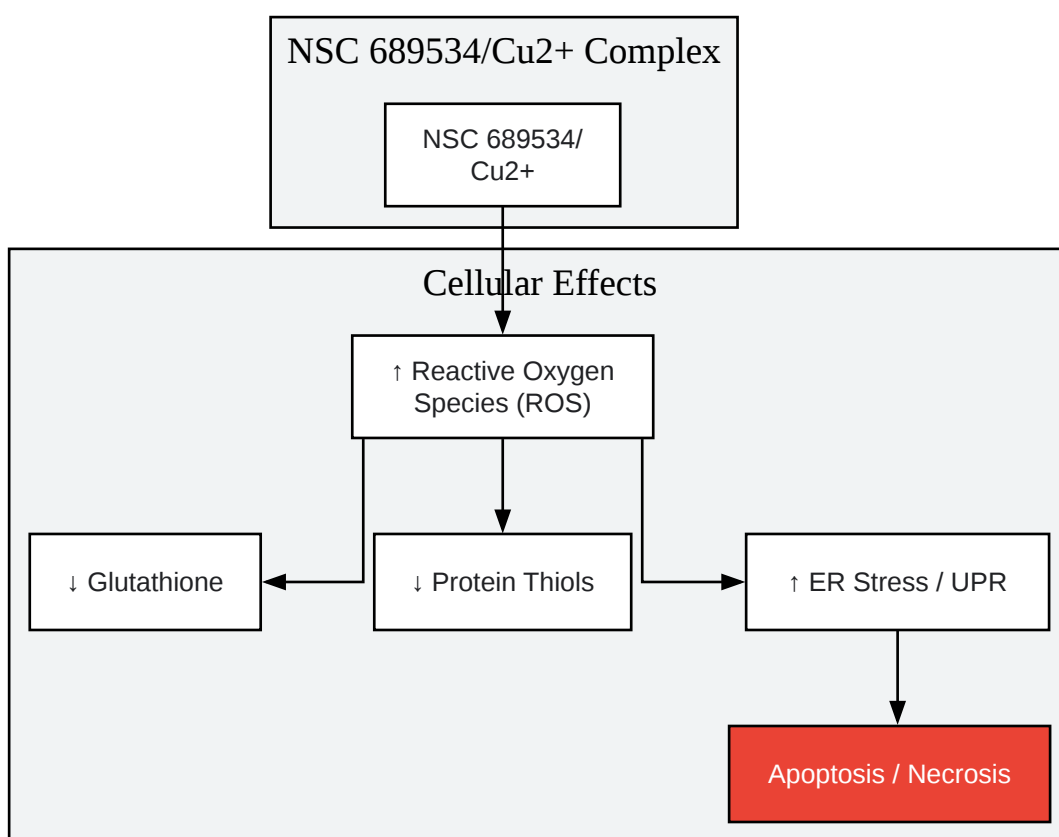 NSC 689534/Cu2+ Complex
NSC 689534/
Cu2+
Cellular Effects
↑ Reactive Oxygen
Species (ROS)
↓ Glutathione
↓ Protein Thiols
↑ ER Stress / UPR
Apoptosis / Necrosis